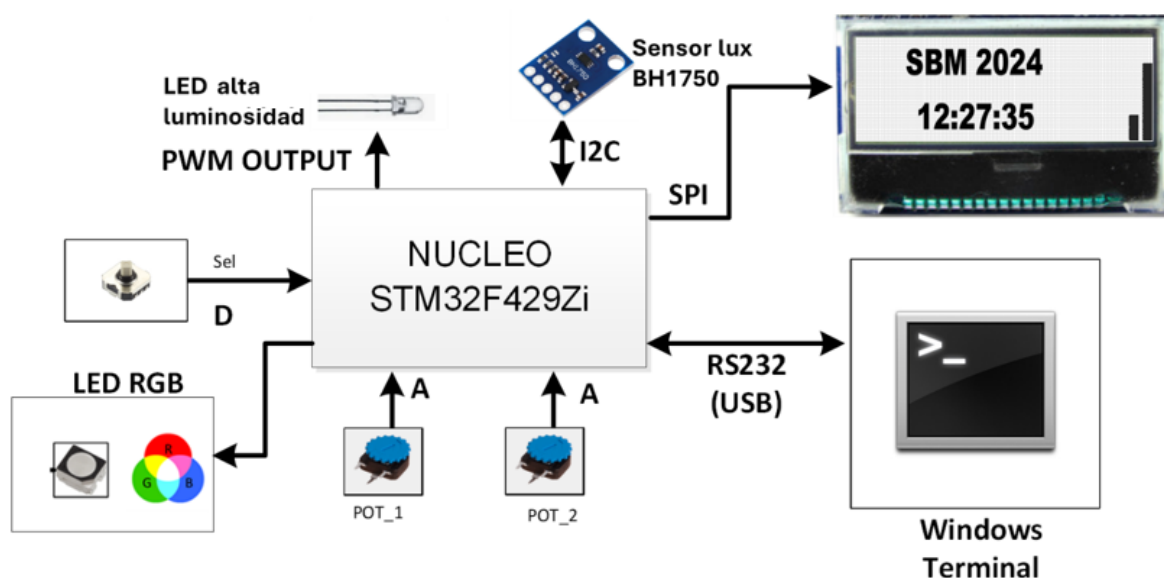 LED alta
luminosidad
PWM OUTPUT
Sensor lux
BH1750
I2C
SPI
SBM 2024
12:27:35
NUCLEO
STM32F429Zi
Sel
D
LED RGB
R
G
B
A
POT_1
A
POT_2
RS232
(USB)
>_
Windows
Terminal